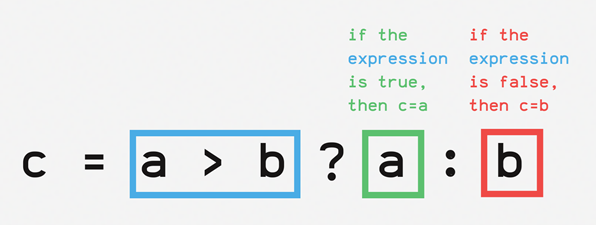 if the
expression
is true,
then c=a
if the
expression
is false,
then c=b
c = a > b ? a : b